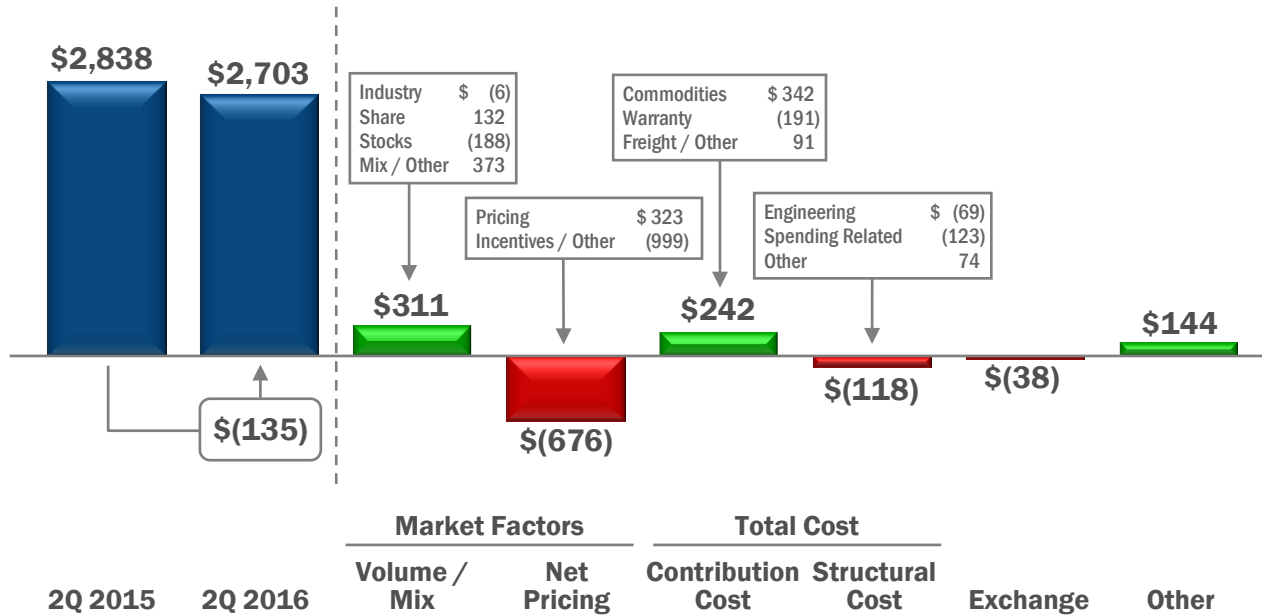 $2,838
$2,703
Industry $ (6)
Share 132
Stocks (188)
Mix / Other 373
Commodities $ 342
Warranty (191)
Freight / Other 91
Pricing $ 323
Incentives / Other (999)
Engineering $ (69)
Spending Related (123)
Other 74
$311
$242
$144
$(135)
$(676)
$(118)
$(38)
Market Factors
Total Cost
2Q 2015
2Q 2016
Volume /
Mix
Net
Pricing
Contribution
Cost
Structural
Cost
Exchange
Other